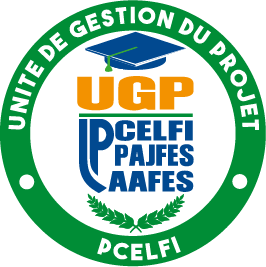 UNITE DE GESTION DU PROJET
UGP
PCELFI
PAJFES
AAFES
PCELFI